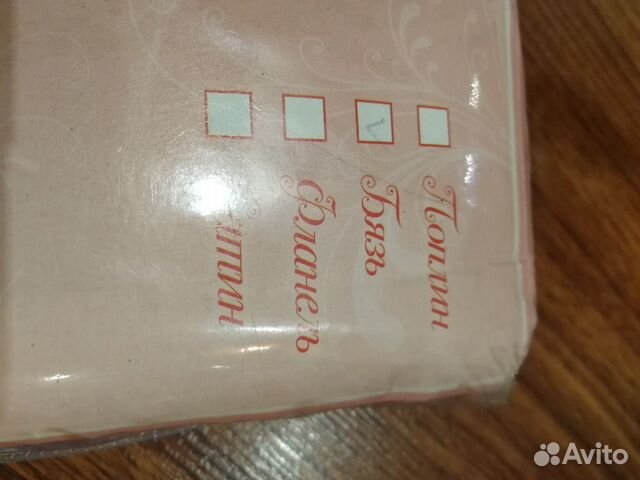 Поплин
Бязь
Фланель
Avito